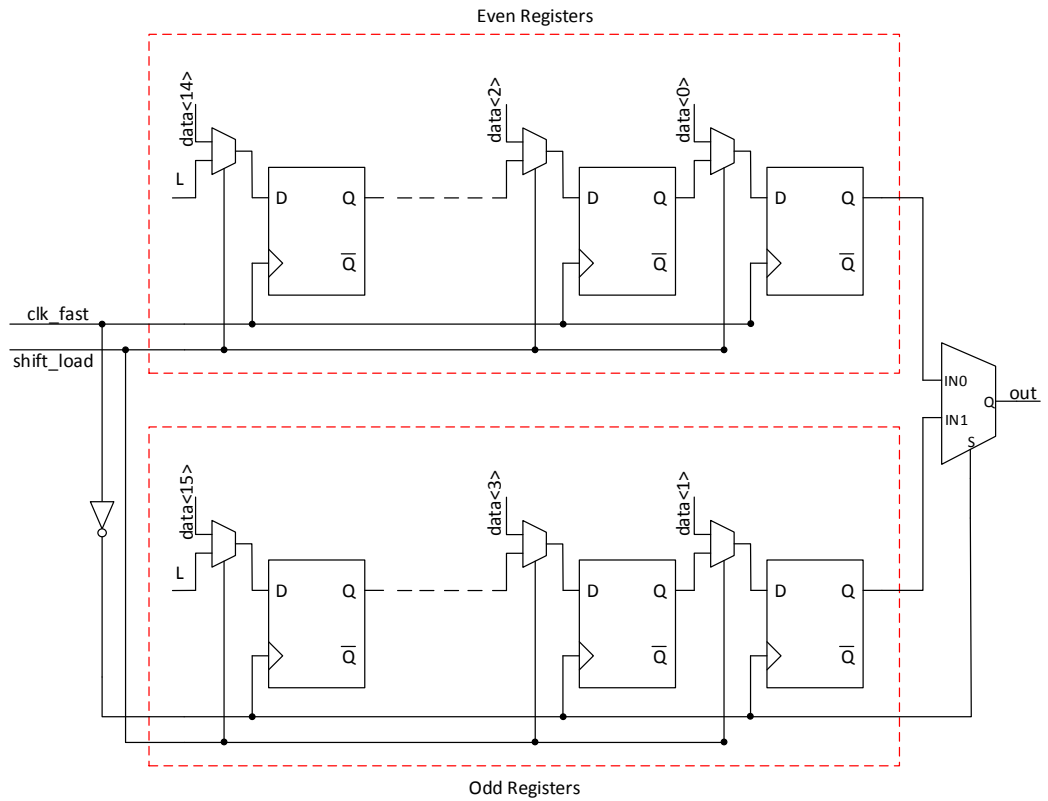 Even Registers
data<14>
data<2>
data<0>
L
D Q
Q
D Q
Q
D Q
Q
clk_fast
shift_load
IN0
IN1
Q
S
out
data<15>
data<3>
data<1>
L
D Q
Q
D Q
Q
D Q
Q
Odd Registers